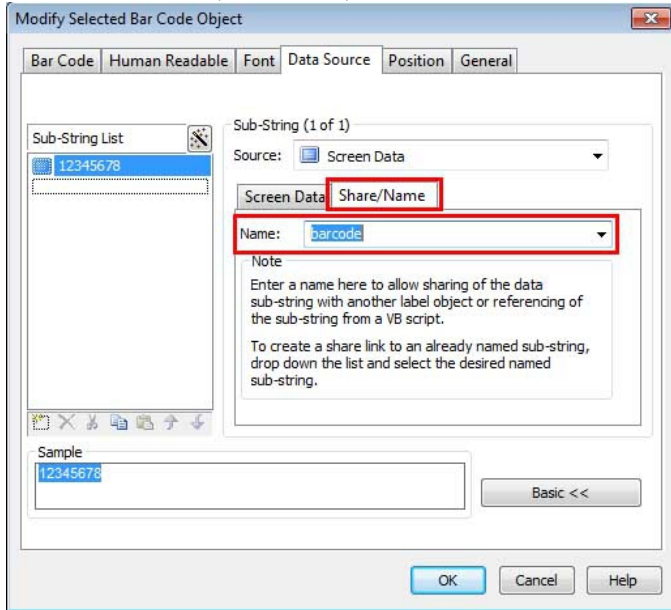 Modify Selected Bar Code Object
Bar Code Human Readable Font Data Source Position General
Sub-String List
12345678
Sub-String (1 of 1)
Source: Screen Data
Screen Data Share/Name
Name: barcode
Note
Enter a name here to allow sharing of the data
sub-string with another label object or referencing of
the sub-string from a VB script.
To create a share link to an already named sub-string,
drop down the list and select the desired named
sub-string.
Sample
12345678
Basic <<
OK Cancel Help